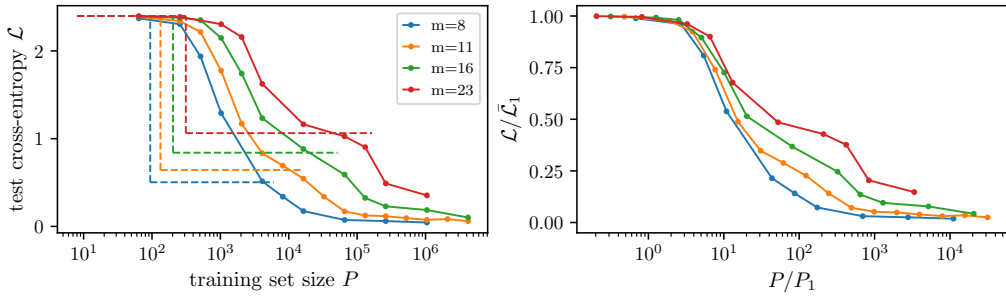 test cross-entropy ℒ
2
1
0
10¹ 10² 10³ 10⁴ 10⁵ 10⁶
training set size P
m=8
m=11
m=16
m=23
ℒ/ℒ̄₁
1.00
0.75
0.50
0.25
0.00
10⁰ 10¹ 10² 10³ 10⁴
P/P₁